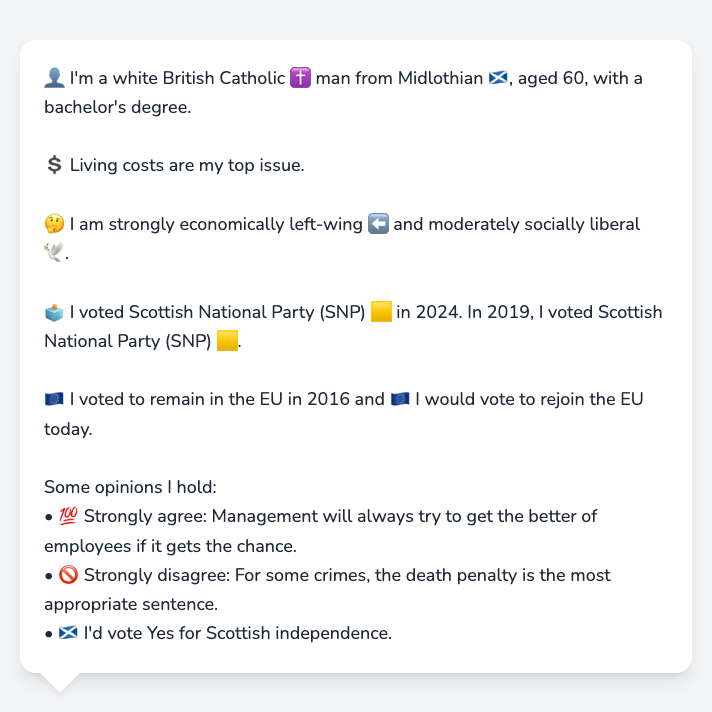 👤 I'm a white British Catholic ✝️ man from Midlothian 🏴󠁧󠁢󠁳󠁣󠁴󠁿, aged 60, with a
bachelor's degree.
💲 Living costs are my top issue.
🤔 I am strongly economically left-wing ⬅️ and moderately socially liberal
🕊️.
🗳️ I voted Scottish National Party (SNP) 🟨 in 2024. In 2019, I voted Scottish
National Party (SNP) 🟨.
🇪🇺 I voted to remain in the EU in 2016 and 🇪🇺 I would vote to rejoin the EU
today.
Some opinions I hold:
• 💯 Strongly agree: Management will always try to get the better of
employees if it gets the chance.
• 🚫 Strongly disagree: For some crimes, the death penalty is the most
appropriate sentence.
• 🏴󠁧󠁢󠁳󠁣󠁴󠁿 I'd vote Yes for Scottish independence.